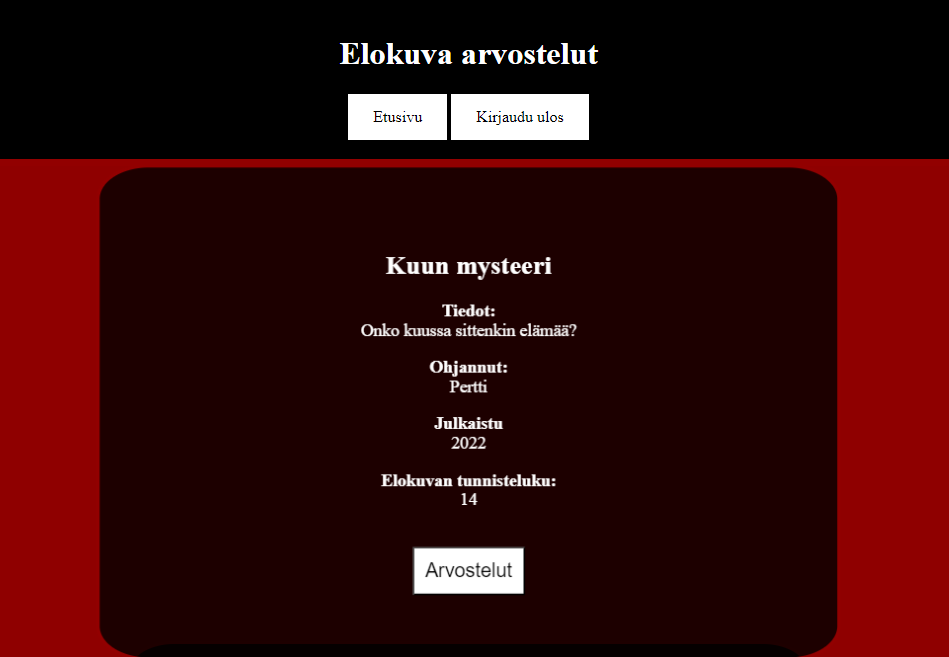 Elokuva arvostelut
Etusivu
Kirjaudu ulos
Kuun mysteeri
Tiedot:
Onko kuussa sittenkin elämää?
Ohjannut:
Pertti
Julkaistu
2022
Elokuvan tunnisteluku:
14
Arvostelut